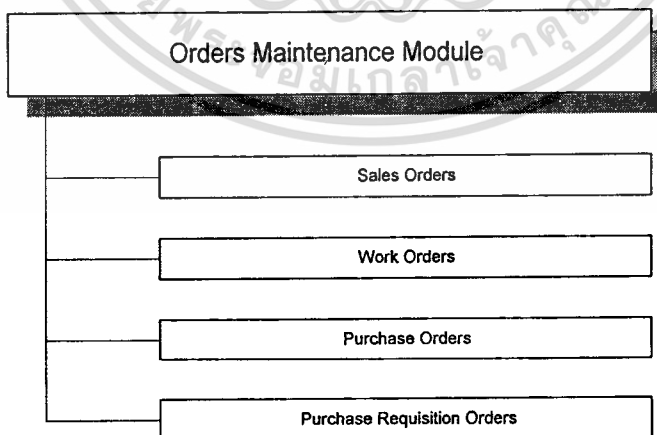 Orders Maintenance Module
Sales Orders
Work Orders
Purchase Orders
Purchase Requisition Orders